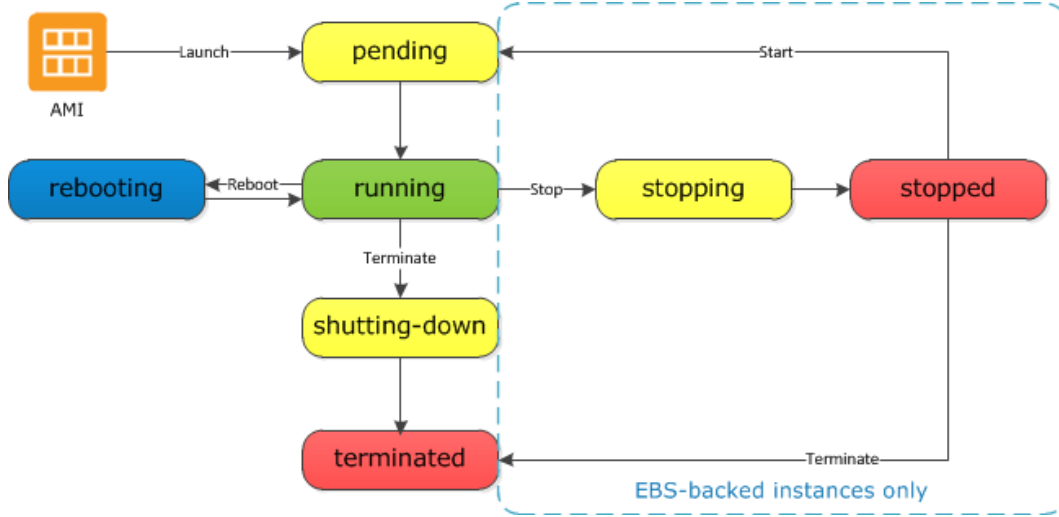 Launch
pending
Start
AMI
rebooting
Reboot
running
Stop
stopping
stopped
Terminate
shutting-down
terminated
Terminate
EBS-backed instances only